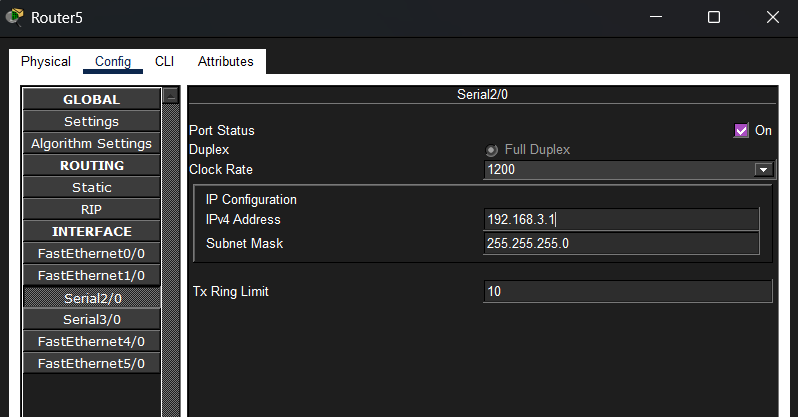 Router5
Physical Config CLI Attributes
GLOBAL
Settings
Algorithm Settings
ROUTING
Static
RIP
INTERFACE
FastEthernet0/0
FastEthernet1/0
Serial2/0
Serial3/0
FastEthernet4/0
FastEthernet5/0
Serial2/0
Port Status On
Duplex Full Duplex
Clock Rate 1200
IP Configuration
IPv4 Address 192.168.3.1
Subnet Mask 255.255.255.0
Tx Ring Limit 10